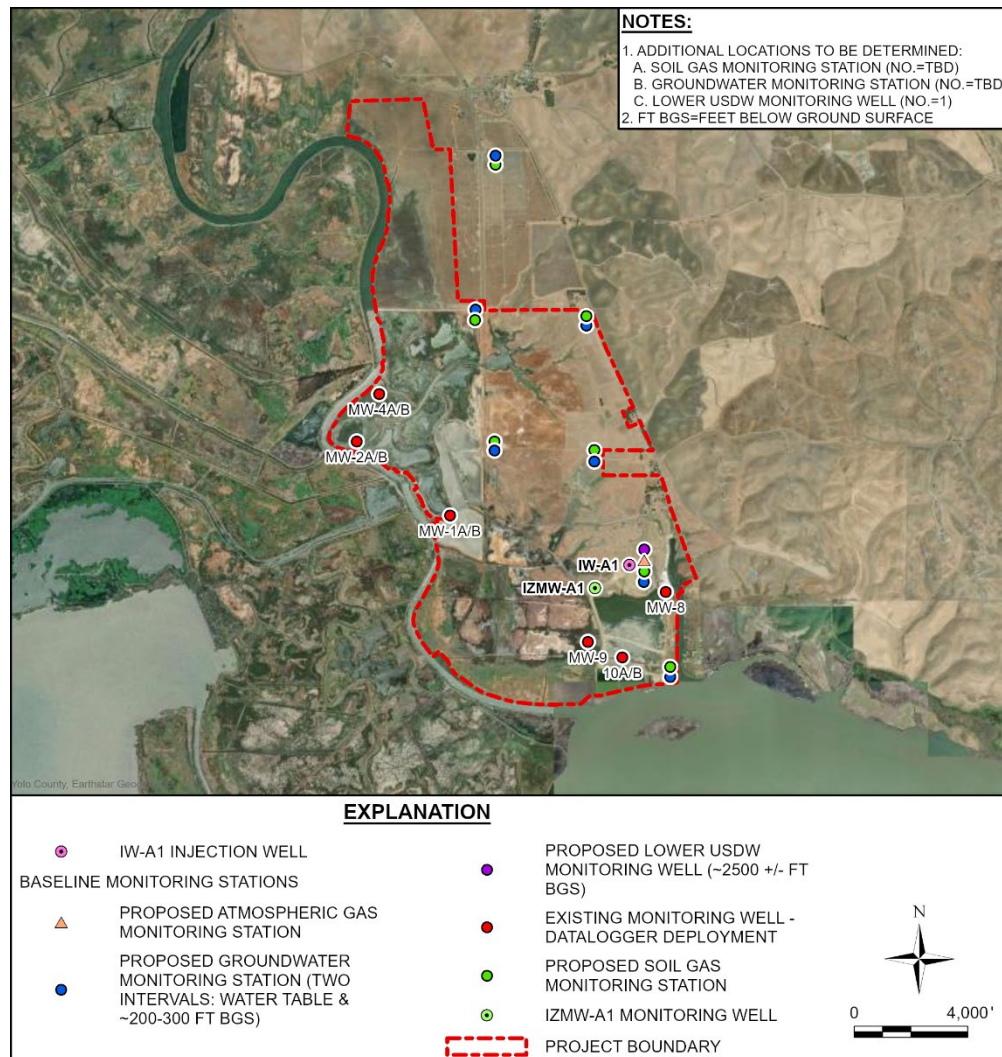 NOTES:
1. ADDITIONAL LOCATIONS TO BE DETERMINED:
A. SOIL GAS MONITORING STATION (NO.=TBD)
B. GROUNDWATER MONITORING STATION (NO.=TBD)
C. LOWER USDW MONITORING WELL (NO.=1)
2. FT BGS=FEET BELOW GROUND SURFACE
MW-4A/B
MW-2A/B
MW-1A/B
IW-A1
IZMW-A1
MW-8
MW-9
10A/B
Yolo County, Earthstar Geog
EXPLANATION
IW-A1 INJECTION WELL
BASELINE MONITORING STATIONS
PROPOSED ATMOSPHERIC GAS
MONITORING STATION
PROPOSED GROUNDWATER
MONITORING STATION (TWO
INTERVALS: WATER TABLE &
~200-300 FT BGS)
PROPOSED LOWER USDW
MONITORING WELL (~2500 +/- FT
BGS)
EXISTING MONITORING WELL -
DATALOGGER DEPLOYMENT
PROPOSED SOIL GAS
MONITORING STATION
IZMW-A1 MONITORING WELL
PROJECT BOUNDARY
N
0 4,000'